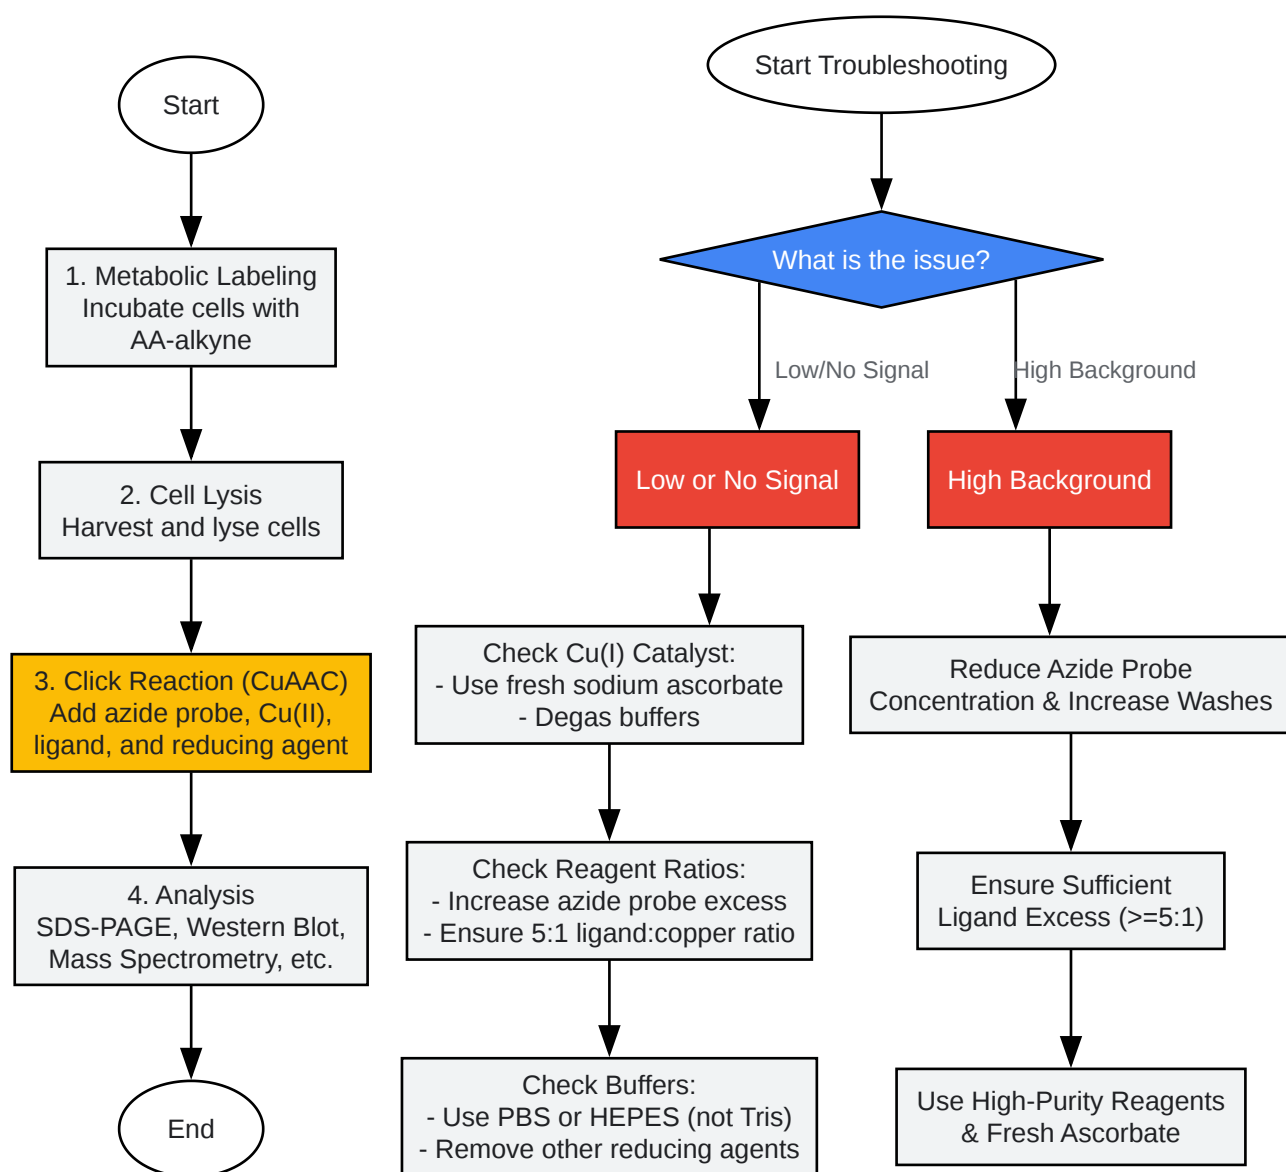 Start
1. Metabolic Labeling
Incubate cells with
AA-alkyne
2. Cell Lysis
Harvest and lyse cells
3. Click Reaction (CuAAC)
Add azide probe, Cu(II),
ligand, and reducing agent
4. Analysis
SDS-PAGE, Western Blot,
Mass Spectrometry, etc.
End
Start Troubleshooting
What is the issue?
Low/No Signal
High Background
Low or No Signal
Check Cu(I) Catalyst:
- Use fresh sodium ascorbate
- Degas buffers
Check Reagent Ratios:
- Increase azide probe excess
- Ensure 5:1 ligand:copper ratio
Check Buffers:
- Use PBS or HEPES (not Tris)
- Remove other reducing agents
High Background
Reduce Azide Probe
Concentration & Increase Washes
Ensure Sufficient
Ligand Excess (>=5:1)
Use High-Purity Reagents
& Fresh Ascorbate